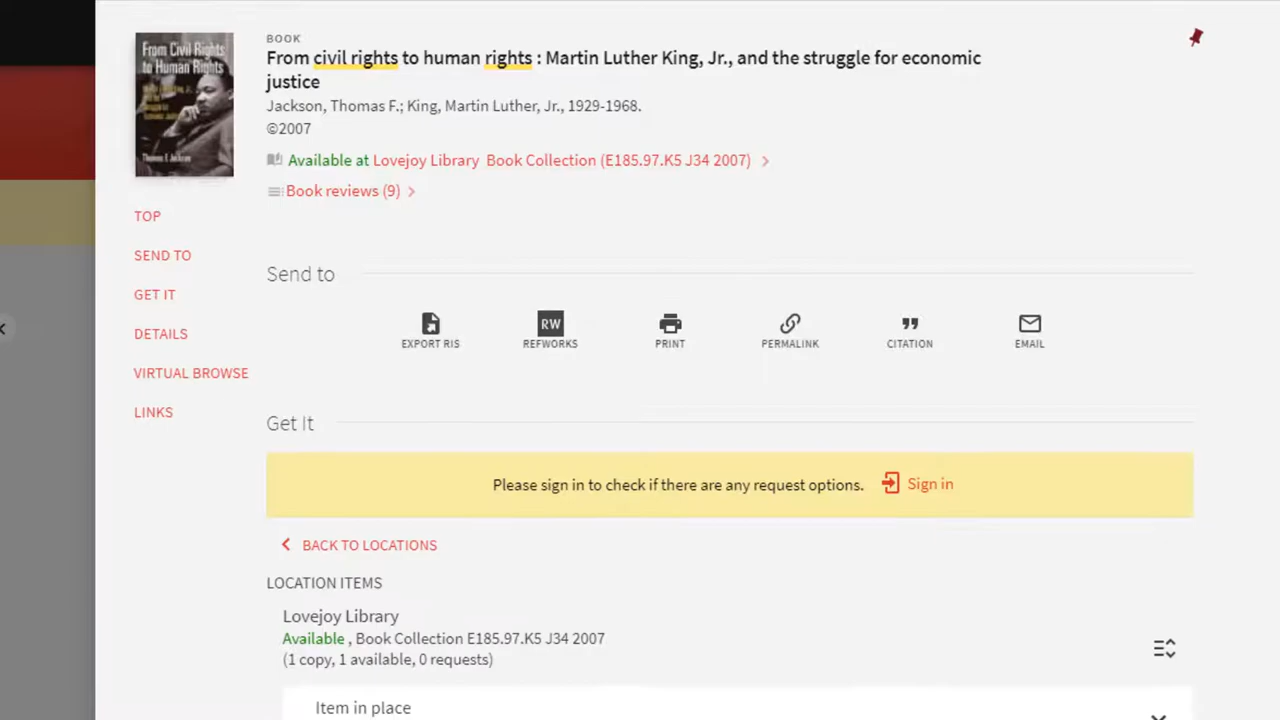 From Civil Rights
to Human Rights
Thomas F. Jackson
BOOK
From civil rights to human rights : Martin Luther King, Jr., and the struggle for economic
justice
Jackson, Thomas F.; King, Martin Luther, Jr., 1929-1968.
©2007
Available at Lovejoy Library Book Collection (E185.97.K5 J34 2007)
Book reviews (9)
TOP
SEND TO
GET IT
DETAILS
VIRTUAL BROWSE
LINKS
Send to
EXPORT RIS
RW
REFWORKS
PRINT
PERMALINK
CITATION
EMAIL
Get It
Please sign in to check if there are any request options. Sign in
BACK TO LOCATIONS
LOCATION ITEMS
Lovejoy Library
Available , Book Collection E185.97.K5 J34 2007
(1 copy, 1 available, 0 requests)
Item in place